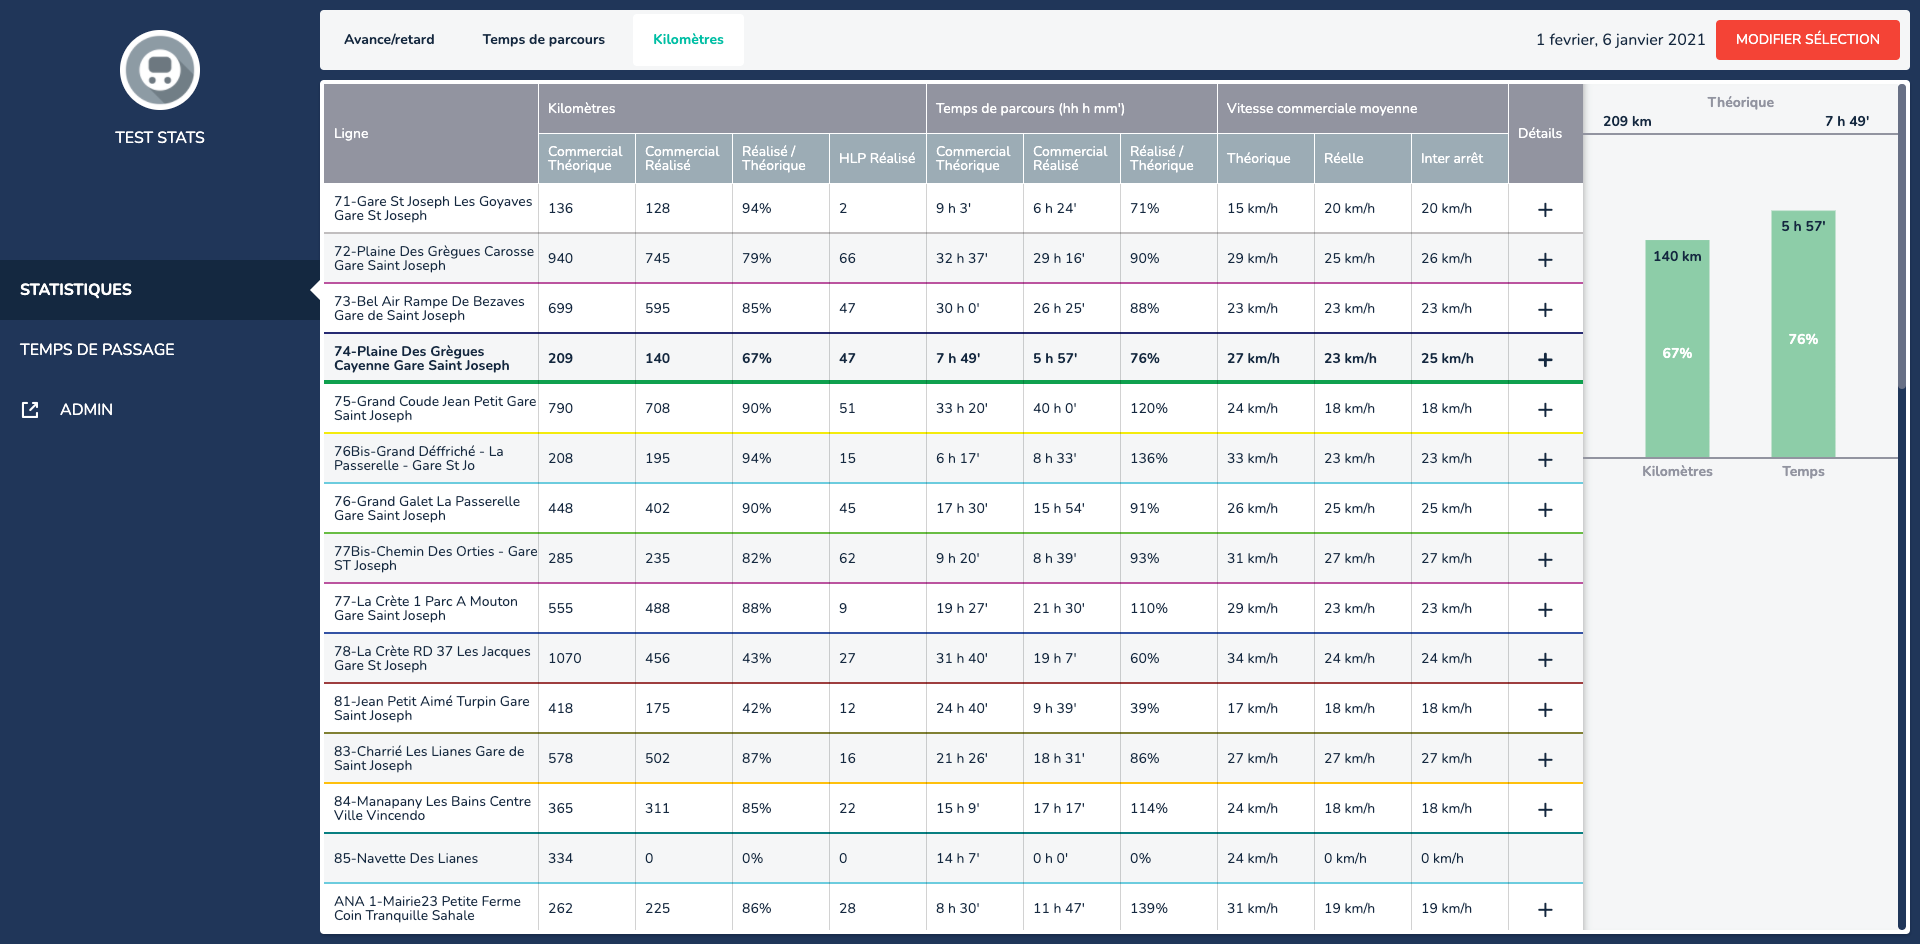 TEST STATS
STATISTIQUES
TEMPS DE PASSAGE
ADMIN
Avance/retard Temps de parcours Kilomètres 1 fevrier, 6 janvier 2021 MODIFIER SÉLECTION
Ligne Kilomètres Temps de parcours (hh h mm') Vitesse commerciale moyenne Détails
Commercial Théorique Commercial Réalisé Réalisé / Théorique HLP Réalisé Commercial Théorique Commercial Réalisé Réalisé / Théorique Théorique Réelle Inter arrêt
71-Gare St Joseph Les Goyaves Gare St Joseph 136 128 94% 2 9 h 3' 6 h 24' 71% 15 km/h 20 km/h 20 km/h
72-Plaine Des Grègues Carosse Gare Saint Joseph 940 745 79% 66 32 h 37' 29 h 16' 90% 29 km/h 25 km/h 26 km/h
73-Bel Air Rampe De Bezaves Gare de Saint Joseph 699 595 85% 47 30 h 0' 26 h 25' 88% 23 km/h 23 km/h 23 km/h
74-Plaine Des Grègues Cayenne Gare Saint Joseph 209 140 67% 47 7 h 49' 5 h 57' 76% 27 km/h 23 km/h 25 km/h
75-Grand Coude Jean Petit Gare Saint Joseph 790 708 90% 51 33 h 20' 40 h 0' 120% 24 km/h 18 km/h 18 km/h
76Bis-Grand Déffriché - La Passerelle - Gare St Jo 208 195 94% 15 6 h 17' 8 h 33' 136% 33 km/h 23 km/h 23 km/h
76-Grand Galet La Passerelle Gare Saint Joseph 448 402 90% 45 17 h 30' 15 h 54' 91% 26 km/h 25 km/h 25 km/h
77Bis-Chemin Des Orties - Gare ST Joseph 285 235 82% 62 9 h 20' 8 h 39' 93% 31 km/h 27 km/h 27 km/h
77-La Crète 1 Parc A Mouton Gare Saint Joseph 555 488 88% 9 19 h 27' 21 h 30' 110% 29 km/h 23 km/h 23 km/h
78-La Crète RD 37 Les Jacques Gare St Joseph 1070 456 43% 27 31 h 40' 19 h 7' 60% 34 km/h 24 km/h 24 km/h
81-Jean Petit Aimé Turpin Gare Saint Joseph 418 175 42% 12 24 h 40' 9 h 39' 39% 17 km/h 18 km/h 18 km/h
83-Charrié Les Lianes Gare de Saint Joseph 578 502 87% 16 21 h 26' 18 h 31' 86% 27 km/h 27 km/h 27 km/h
84-Manapany Les Bains Centre Ville Vincendo 365 311 85% 22 15 h 9' 17 h 17' 114% 24 km/h 18 km/h 18 km/h
85-Navette Des Lianes 334 0 0% 0 14 h 7' 0 h 0' 0% 24 km/h 0 km/h 0 km/h
ANA 1-Mairie23 Petite Ferme Coin Tranquille Sahale 262 225 86% 28 8 h 30' 11 h 47' 139% 31 km/h 19 km/h 19 km/h
Théorique
209 km 7 h 49'
5 h 57'
140 km
76%
67%
Kilomètres Temps